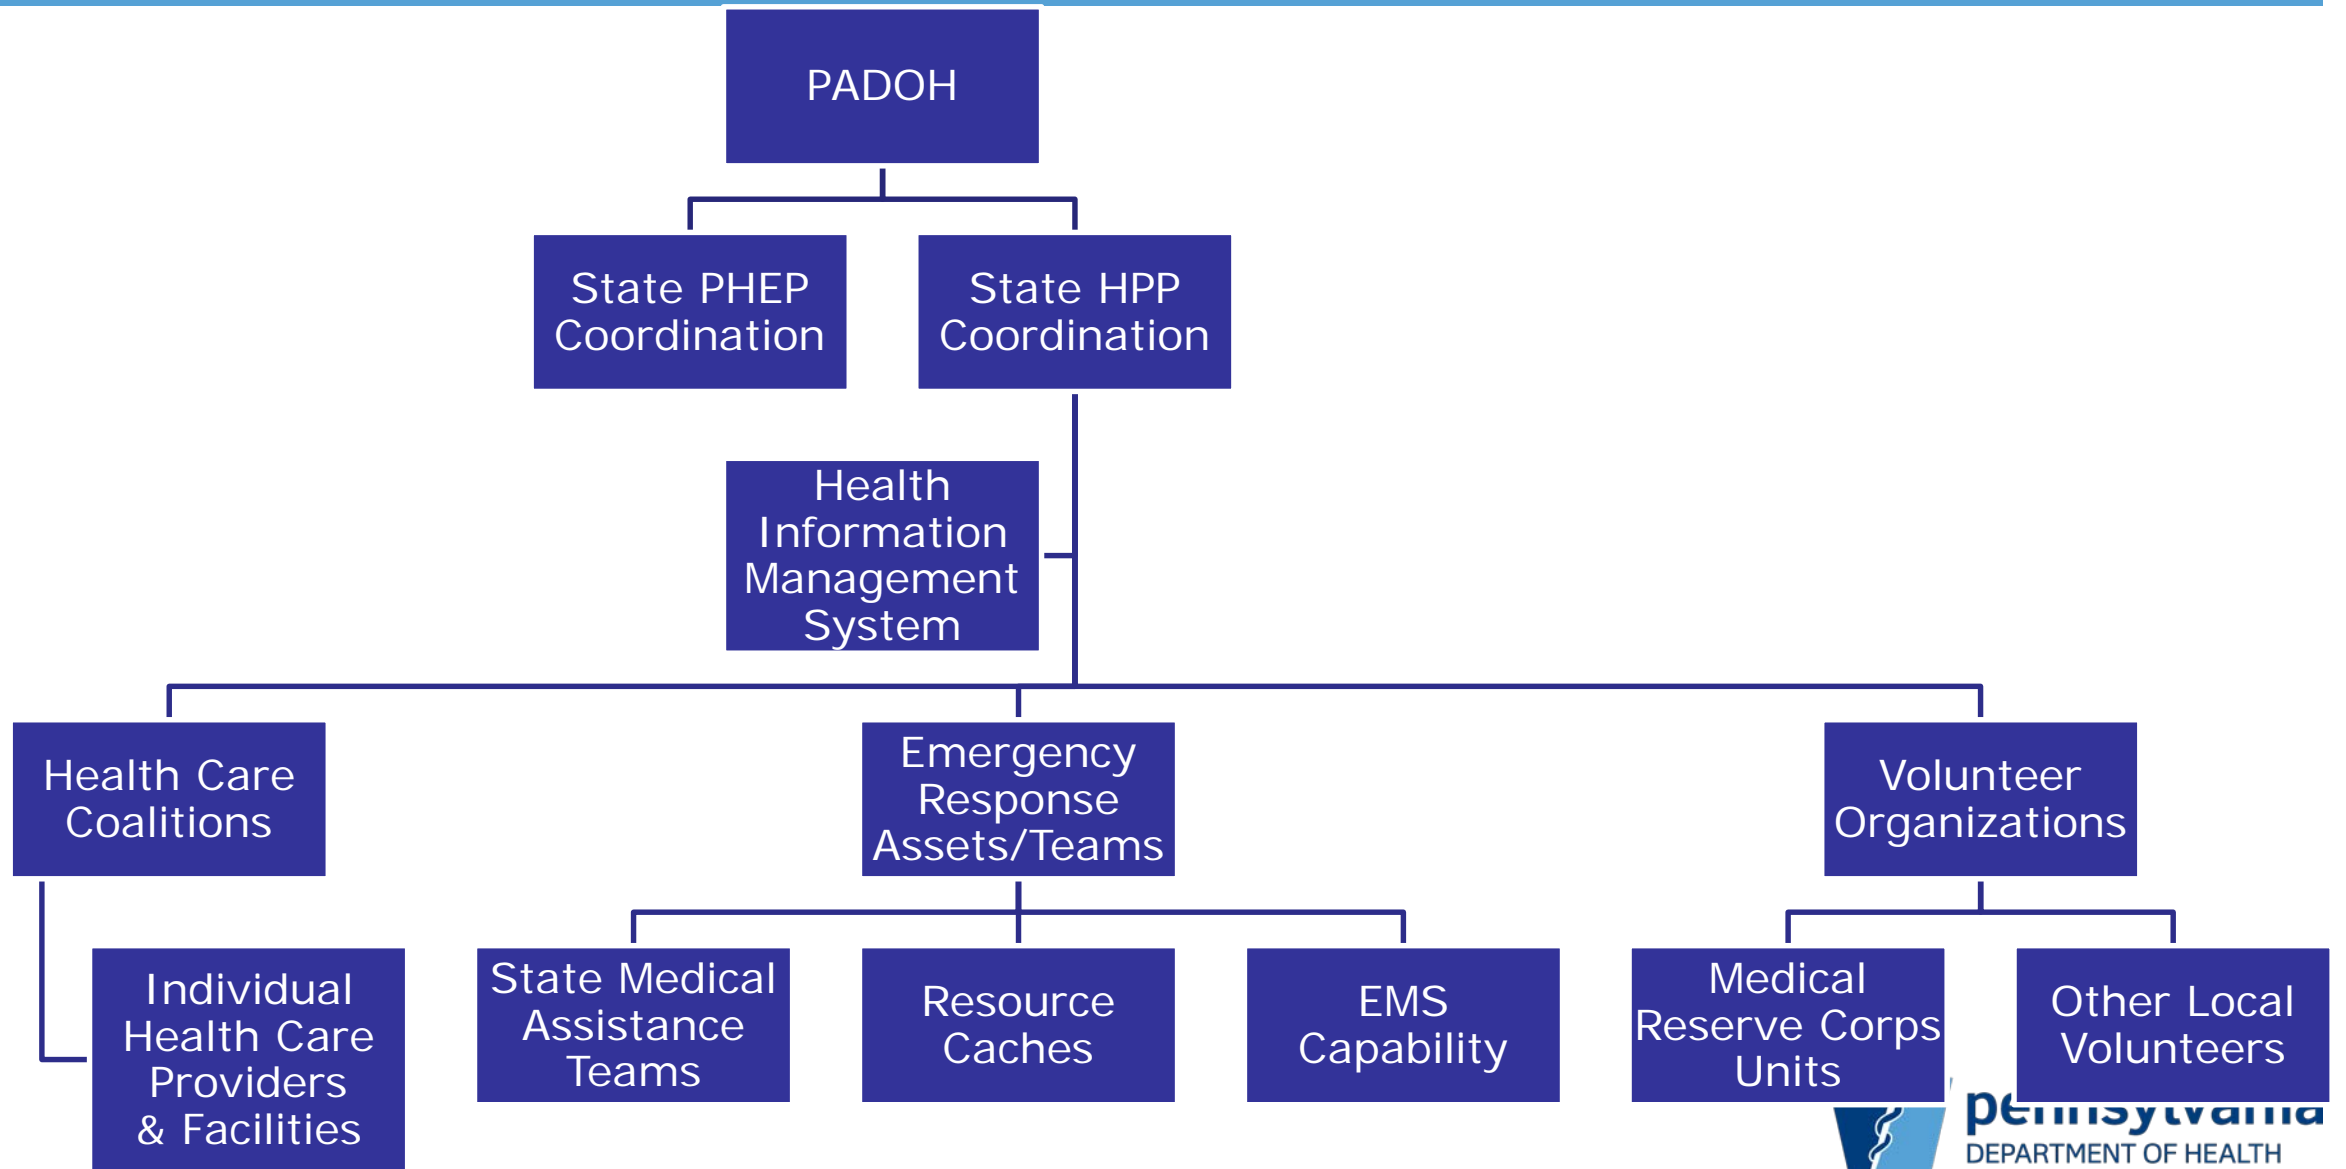 PADOH
State PHEP
Coordination
State HPP
Coordination
Health
Information
Management
System
Health Care
Coalitions
Emergency
Response
Assets/Teams
Volunteer
Organizations
Individual
Health Care
Providers
& Facilities
State Medical
Assistance
Teams
Resource
Caches
EMS
Capability
Medical
Reserve Corps
Units
Other Local
Volunteers
pennsylvania
DEPARTMENT OF HEALTH